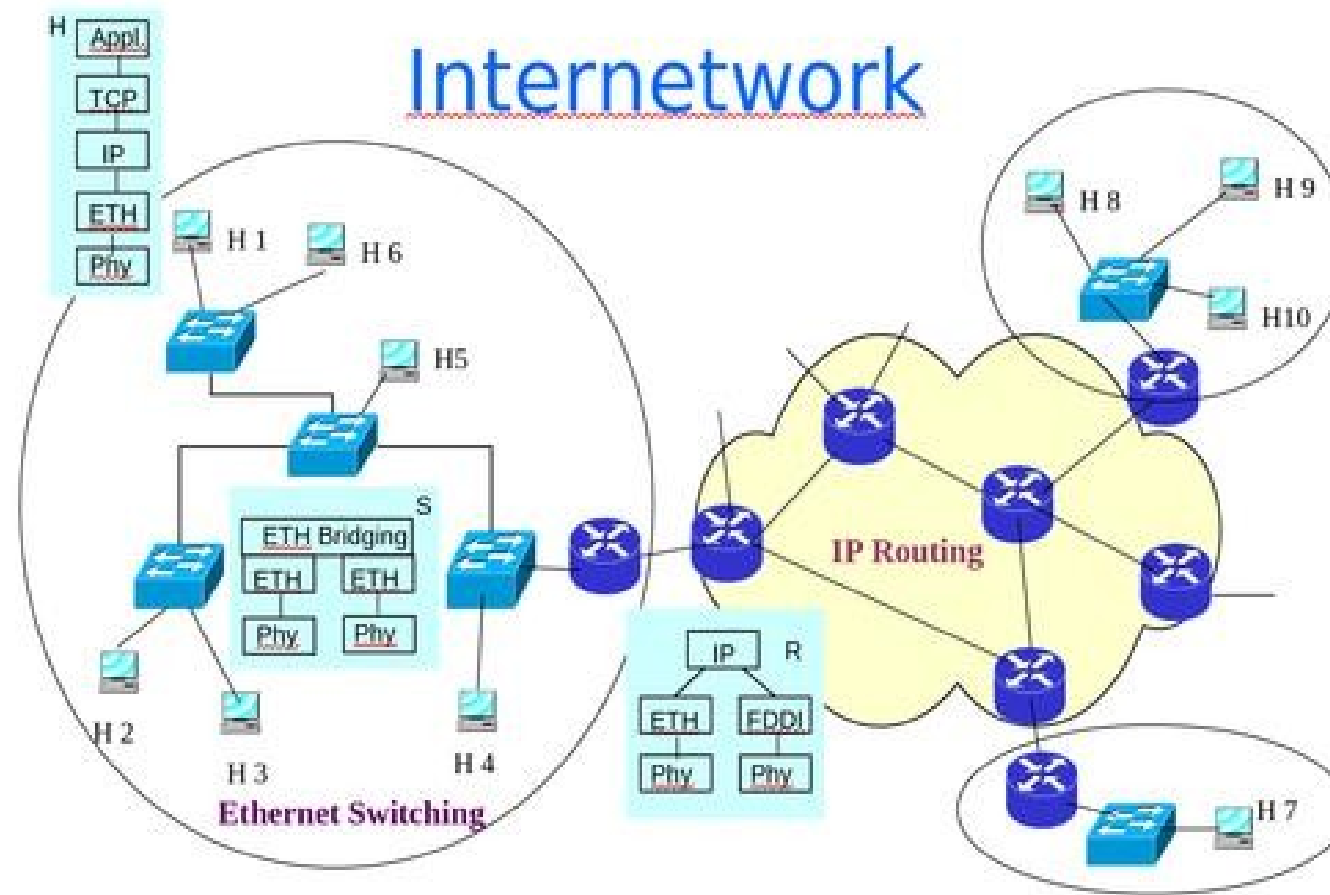 Internetwork
H
Appl.
TCP
IP
ETH
Phy
H 1
H 6
H5
S
ETH Bridging
ETH ETH
Phy Phy
H 2
H 3
H 4
Ethernet Switching
IP Routing
IP R
ETH FDDI
Phy Phy
H 8
H 9
H10
H 7